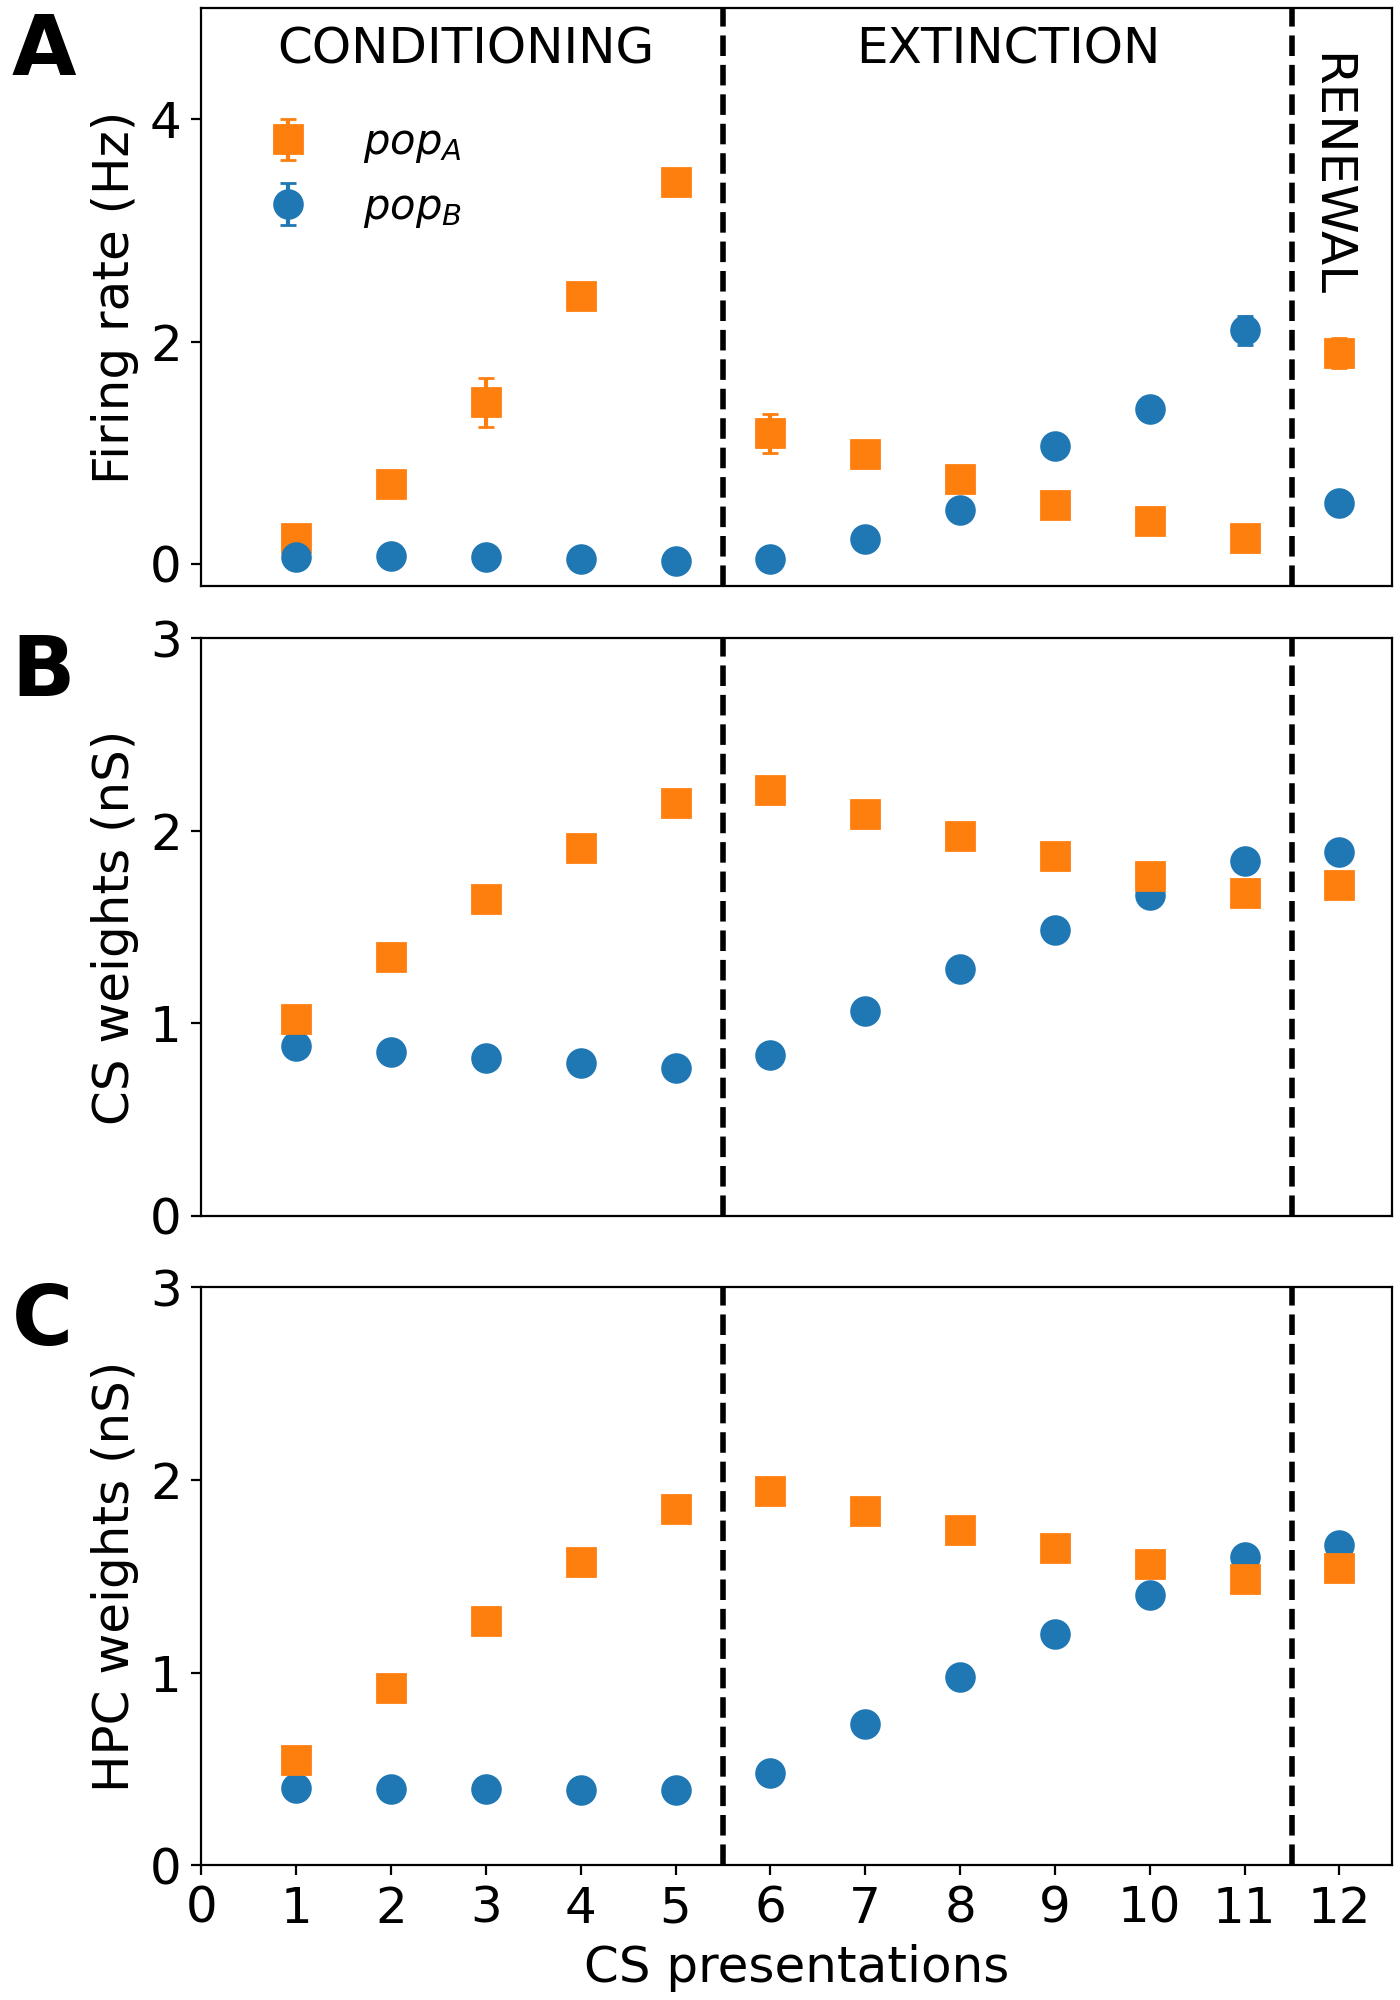 A
CONDITIONING
EXTINCTION
RENEWAL
pop_A
pop_B
Firing rate (Hz)
4
2
0
B
CS weights (nS)
3
2
1
0
C
HPC weights (nS)
3
2
1
0
0 1 2 3 4 5 6 7 8 9 10 11 12
CS presentations